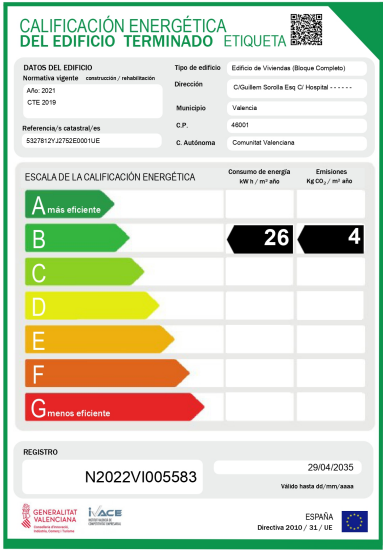 CALIFICACIÓN ENERGÉTICA
DEL EDIFICIO TERMINADO ETIQUETA
DATOS DEL EDIFICIO
Normativa vigente construcción / rehabilitación
Año: 2021
CTE 2019
Referencia/s catastral/es
5327812YJ2752E0001UE
Tipo de edificio Edificio de Viviendas (Bloque Completo)
Dirección C/Guillem Sorolla Esq C/ Hospital - - - - - -
Municipio Valencia
C.P. 46001
C. Autónoma Comunitat Valenciana
ESCALA DE LA CALIFICACIÓN ENERGÉTICA
Consumo de energía
kW h / m² año
Emisiones
Kg CO₂ / m² año
A más eficiente
B 26 4
C
D
E
F
G menos eficiente
REGISTRO
N2022VI005583
29/04/2035
Válido hasta dd/mm/aaaa
GENERALITAT
VALENCIANA
iVACE
ESPAÑA
Directiva 2010 / 31 / UE